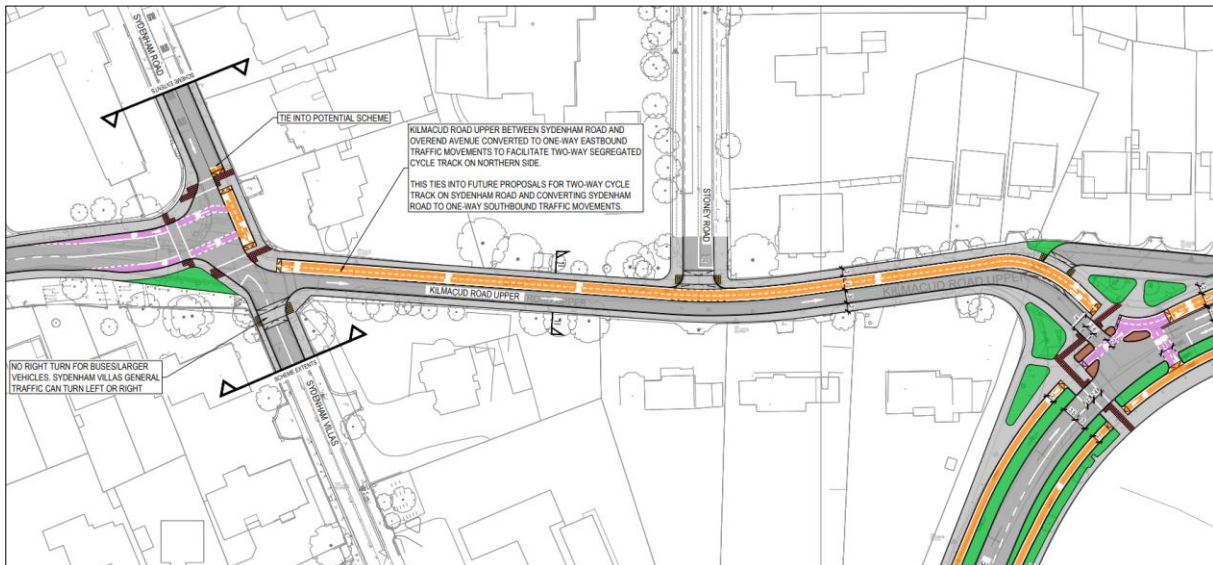 SYDENHAM ROAD
SCHEME EXTENTS
TIE INTO POTENTIAL SCHEME
KILMACUD ROAD UPPER BETWEEN SYDENHAM ROAD AND
OVEREND AVENUE CONVERTED TO ONE-WAY EASTBOUND
TRAFFIC MOVEMENTS TO FACILITATE TWO-WAY SEGREGATED
CYCLE TRACK ON NORTHERN SIDE.
THIS TIES INTO FUTURE PROPOSALS FOR TWO-WAY CYCLE
TRACK ON SYDENHAM ROAD AND CONVERTING SYDENHAM
ROAD TO ONE-WAY SOUTHBOUND TRAFFIC MOVEMENTS.
STONEY ROAD
KILMACUD ROAD UPPER
KILMACUD ROAD UPPER
NO RIGHT TURN FOR BUSES/LARGER
VEHICLES. SYDENHAM VILLAS GENERAL
TRAFFIC CAN TURN LEFT OR RIGHT
SCHEME EXTENTS
SYDENHAM VILLAS